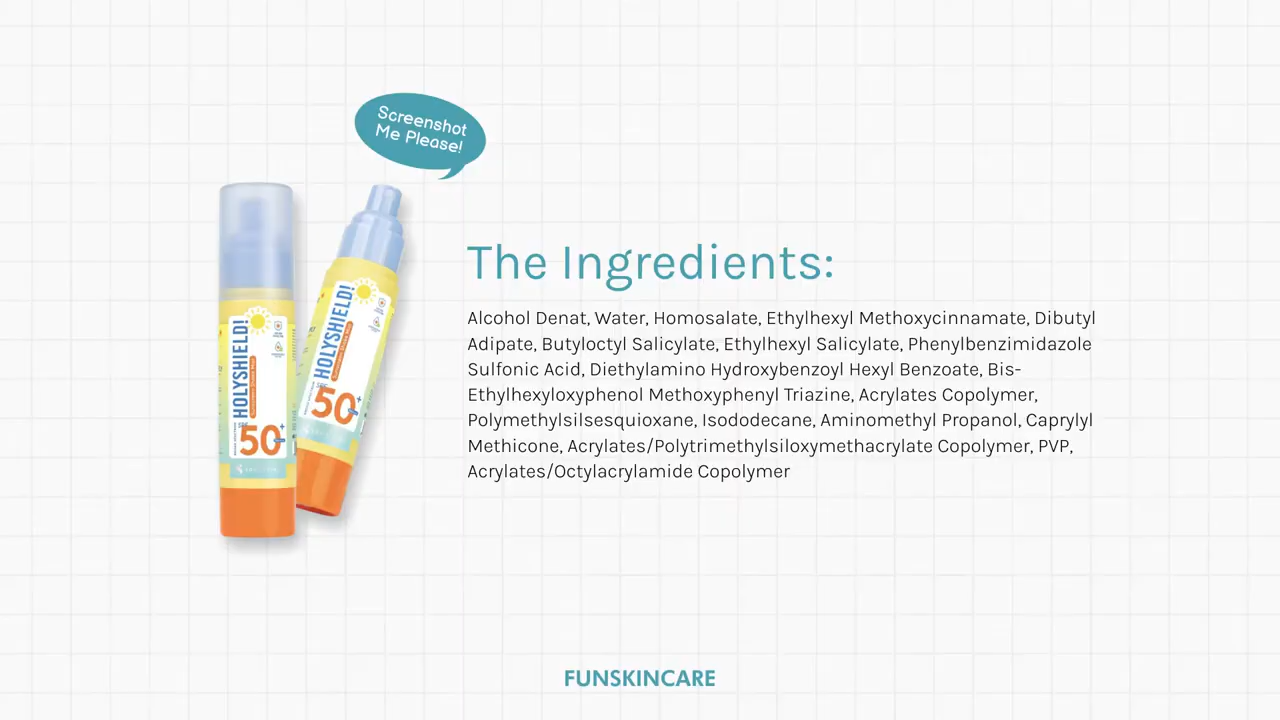 Screenshot
Me Please!
The Ingredients:
Alcohol Denat, Water, Homosalate, Ethylhexyl Methoxycinnamate, Dibutyl
Adipate, Butyloctyl Salicylate, Ethylhexyl Salicylate, Phenylbenzimidazole
Sulfonic Acid, Diethylamino Hydroxybenzoyl Hexyl Benzoate, Bis-
Ethylhexyloxyphenol Methoxyphenyl Triazine, Acrylates Copolymer,
Polymethylsilsesquioxane, Isododecane, Aminomethyl Propanol, Caprylyl
Methicone, Acrylates/Polytrimethylsiloxymethacrylate Copolymer, PVP,
Acrylates/Octylacrylamide Copolymer
HOLYSHIELD!
SPF
50+
HOLYSHIELD!
SPF
50+
FUNSKINCARE